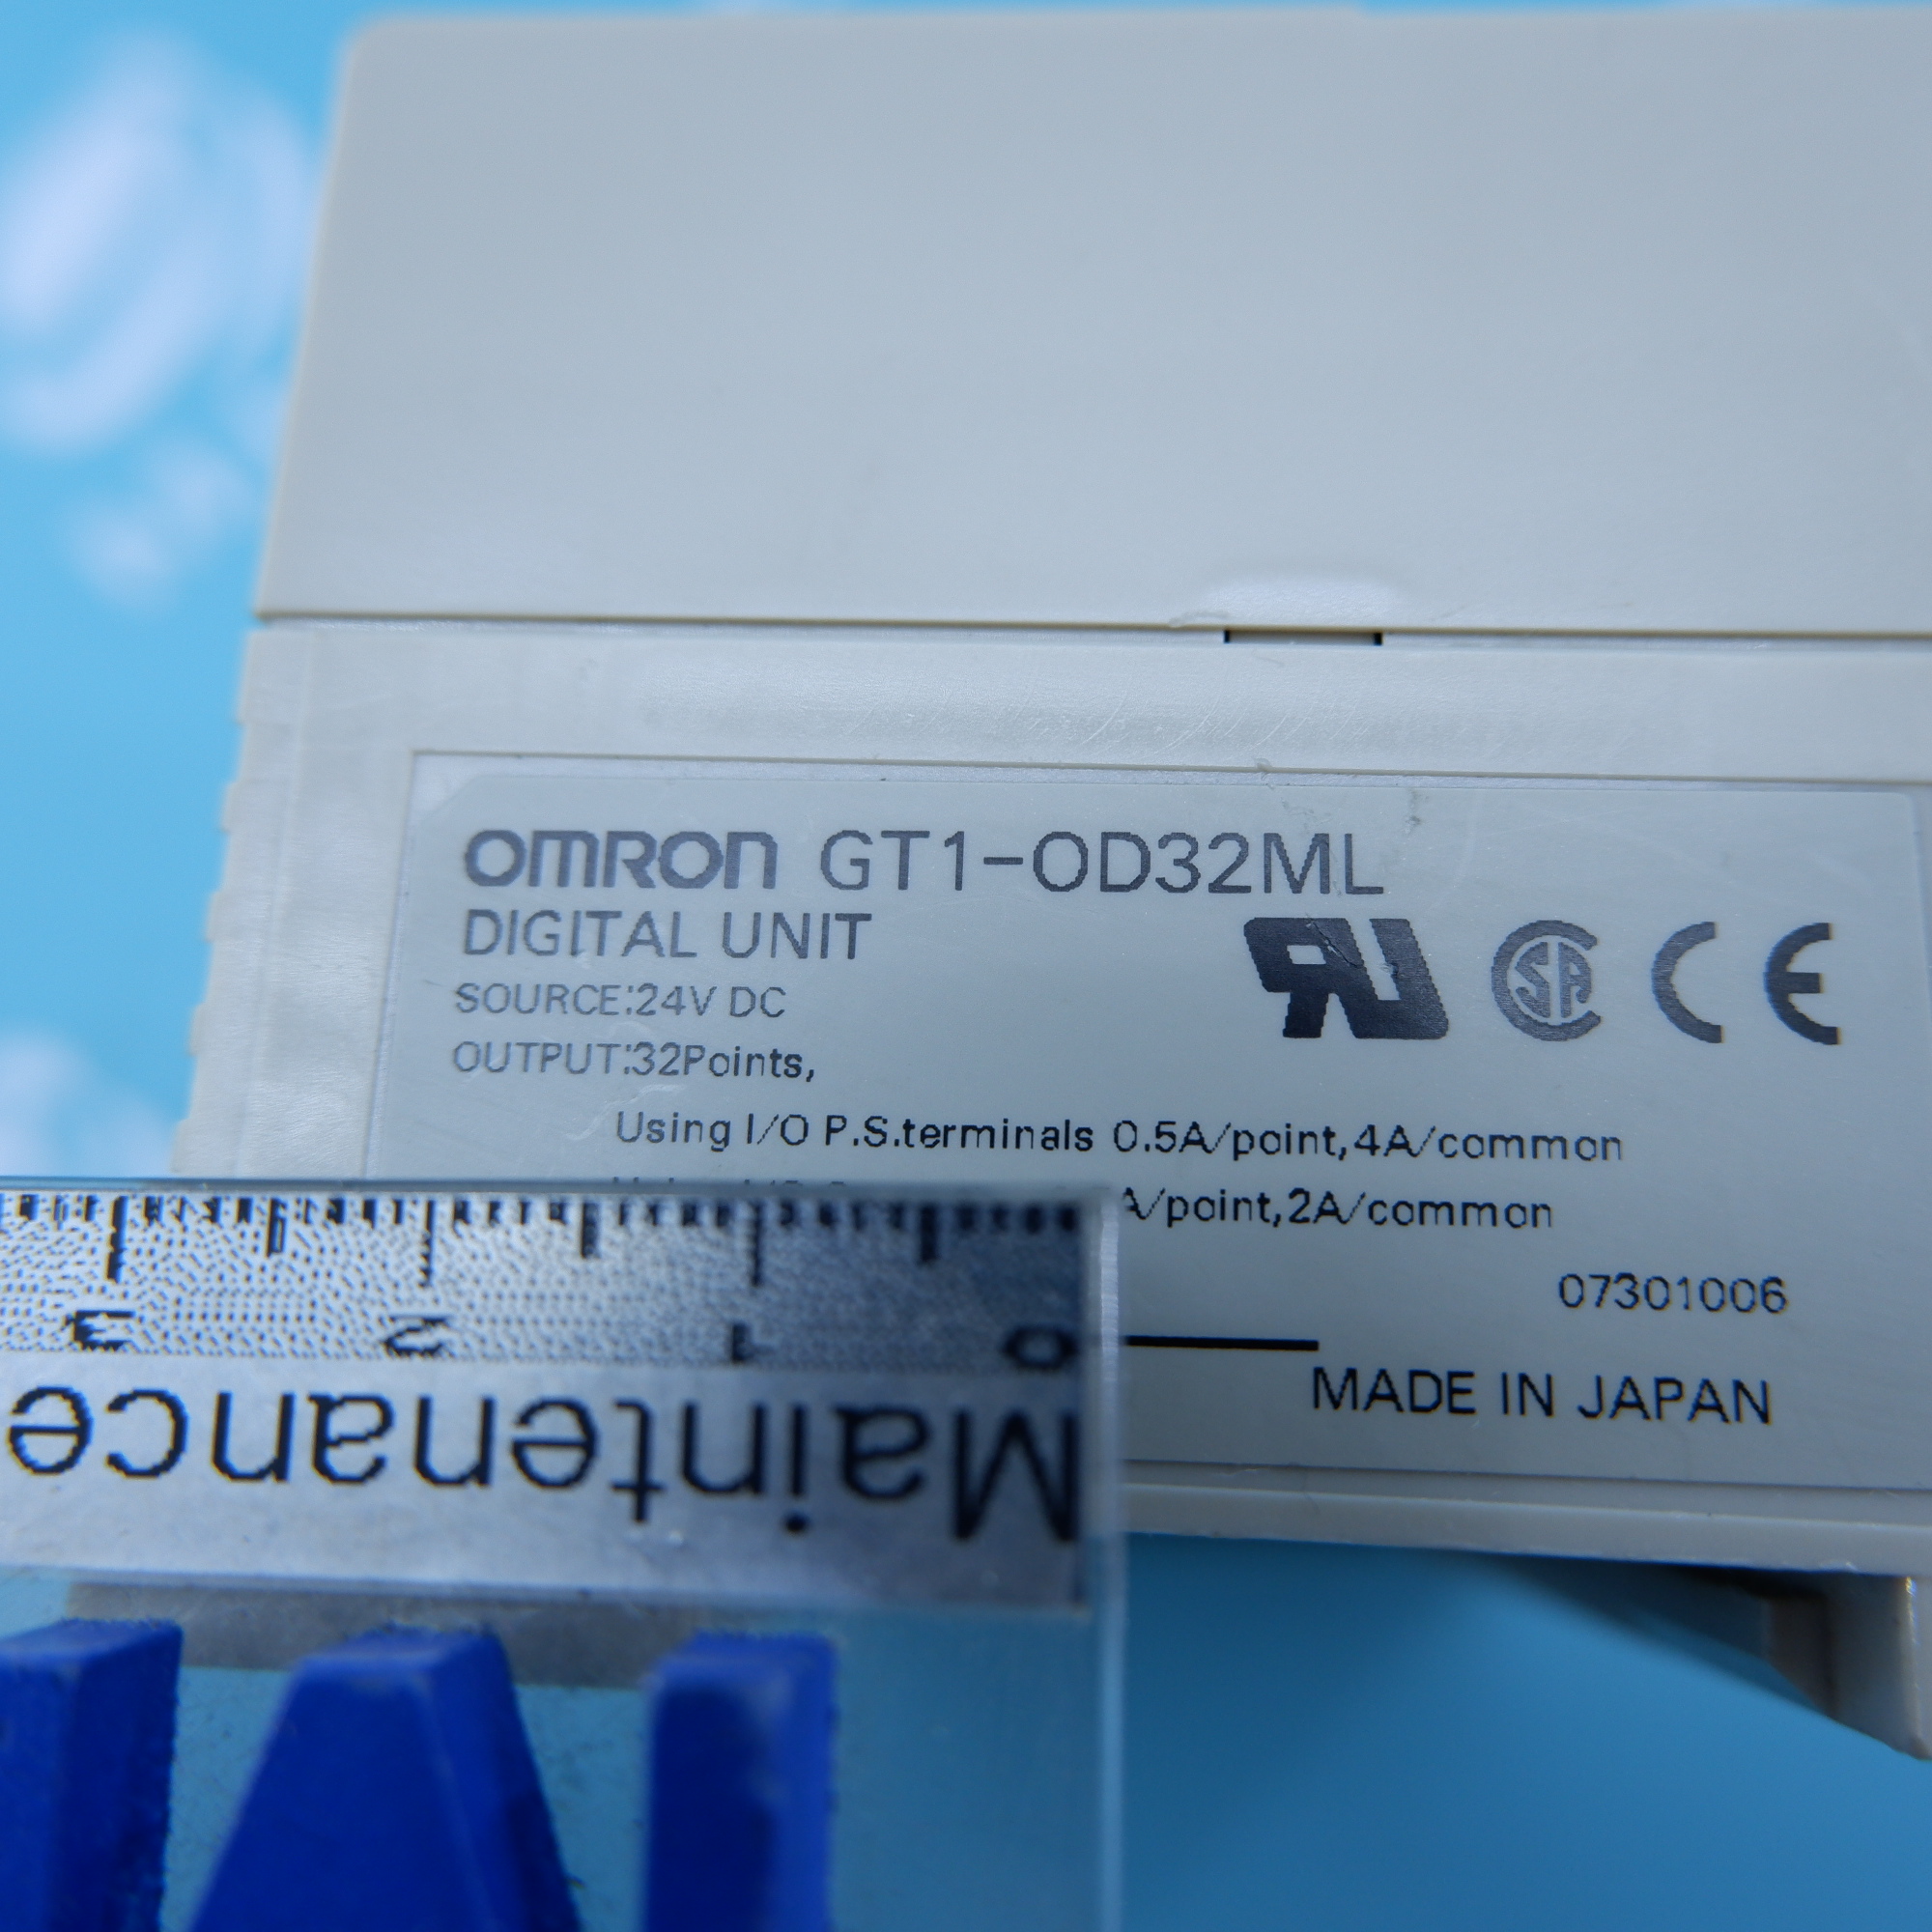 OMRON GT1-OD32ML
DIGITAL UNIT
SOURCE:24V DC
OUTPUT:32Points,
Using I/O P.S.terminals 0.5A/point,4A/common
A/point,2A/common
07301006
MADE IN JAPAN
3 2 1 0
Maintenance